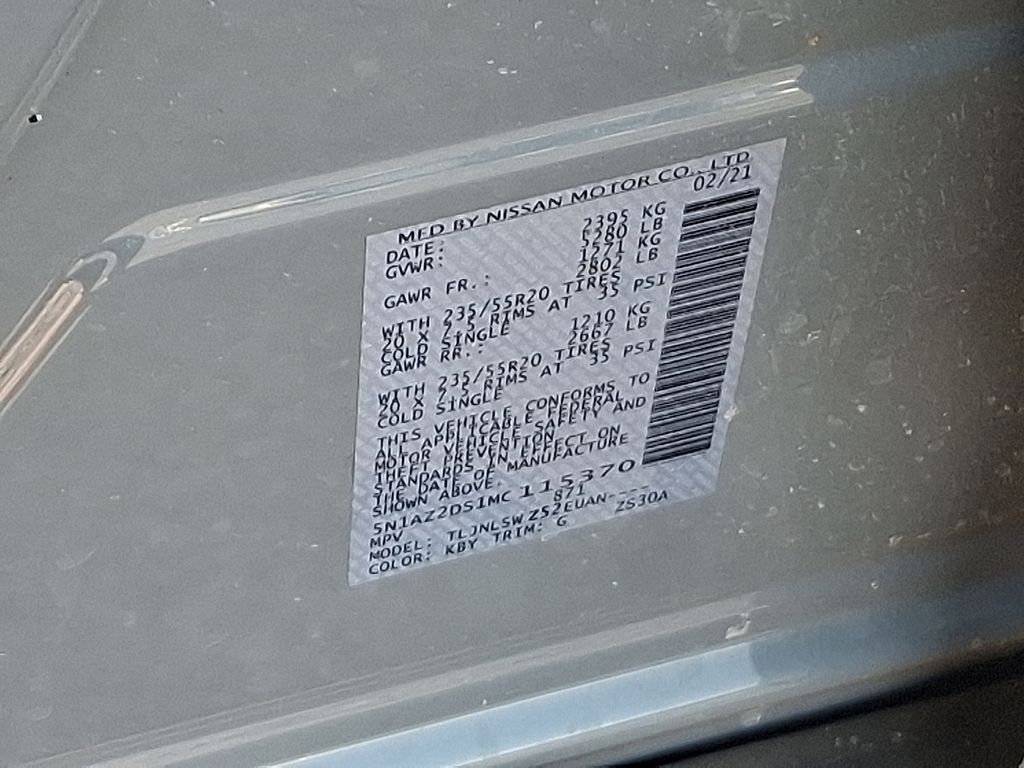 MFD BY NISSAN MOTOR CO., LTD
DATE: 02/21
GVWR: 2395 KG
5280 LB
GAWR FR.: 1271 KG
2802 LB
WITH 235/55R20 TIRES
20 X 7.5 RIMS AT 35 PSI
COLD SINGLE
GAWR RR.: 1210 KG
2667 LB
WITH 235/55R20 TIRES
20 X 7.5 RIMS AT 35 PSI
COLD SINGLE
THIS VEHICLE CONFORMS TO
ALL APPLICABLE FEDERAL
MOTOR VEHICLE SAFETY AND
THEFT PREVENTION
STANDARDS IN EFFECT ON
THE DATE OF MANUFACTURE
SHOWN ABOVE.
5N1AZ2DS1MC 115370
MPV 871
MODEL: TLJNLSWZS2EUAN----
COLOR: KBY TRIM: G ZS30A